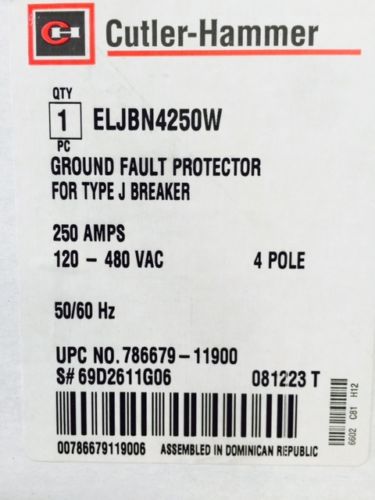 CH Cutler-Hammer
QTY
1 ELJBN4250W
PC
GROUND FAULT PROTECTOR
FOR TYPE J BREAKER
250 AMPS
120 - 480 VAC 4 POLE
50/60 Hz
UPC NO. 786679-11900
S# 69D2611G06 081223 T
00786679119006 ASSEMBLED IN DOMINICAN REPUBLIC
6602 C81 H12